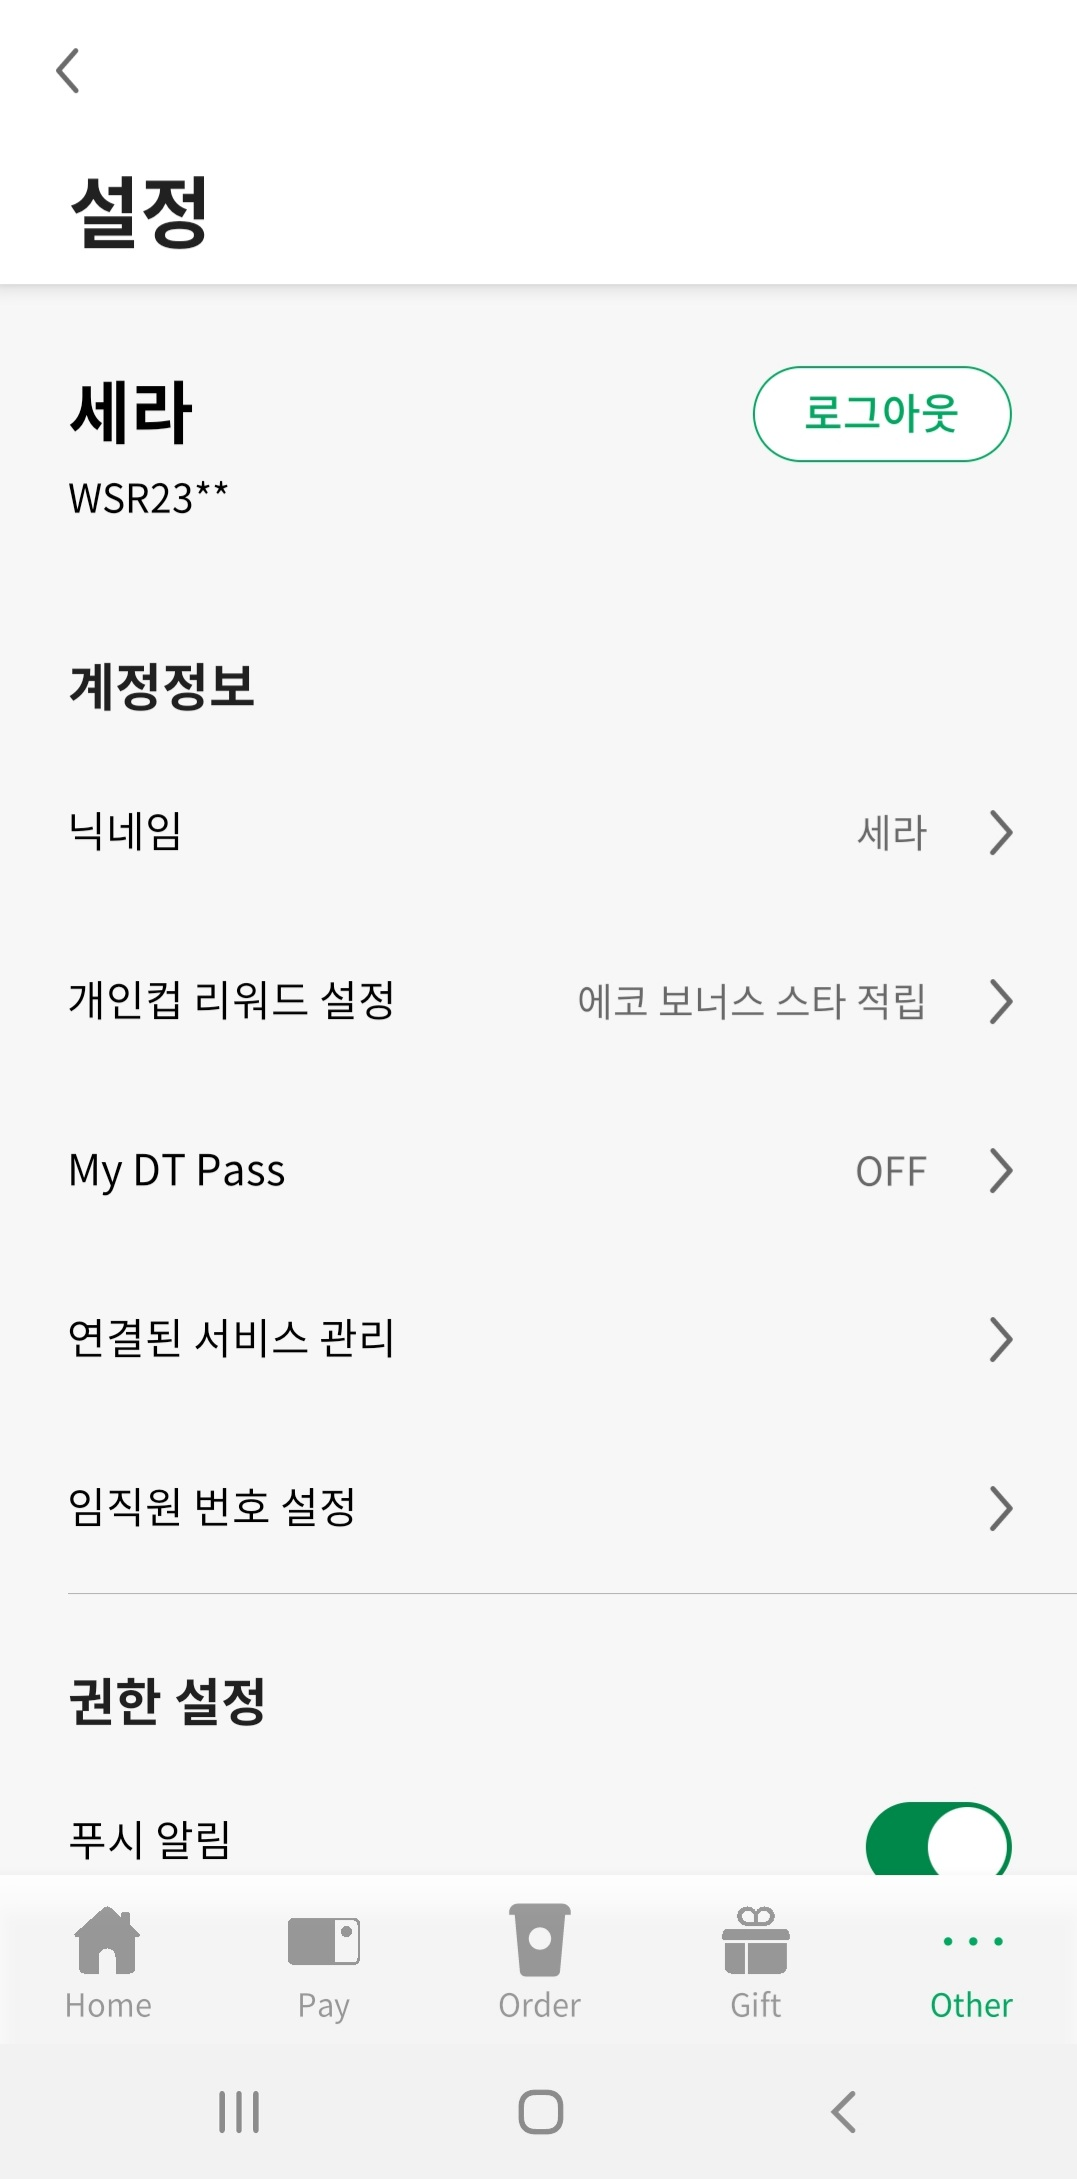 설정
세라
로그아웃
WSR23**
계정정보
닉네임 세라
개인컵 리워드 설정 에코 보너스 스타 적립
My DT Pass OFF
연결된 서비스 관리
임직원 번호 설정
권한 설정
푸시 알림
Home Pay Order Gift Other